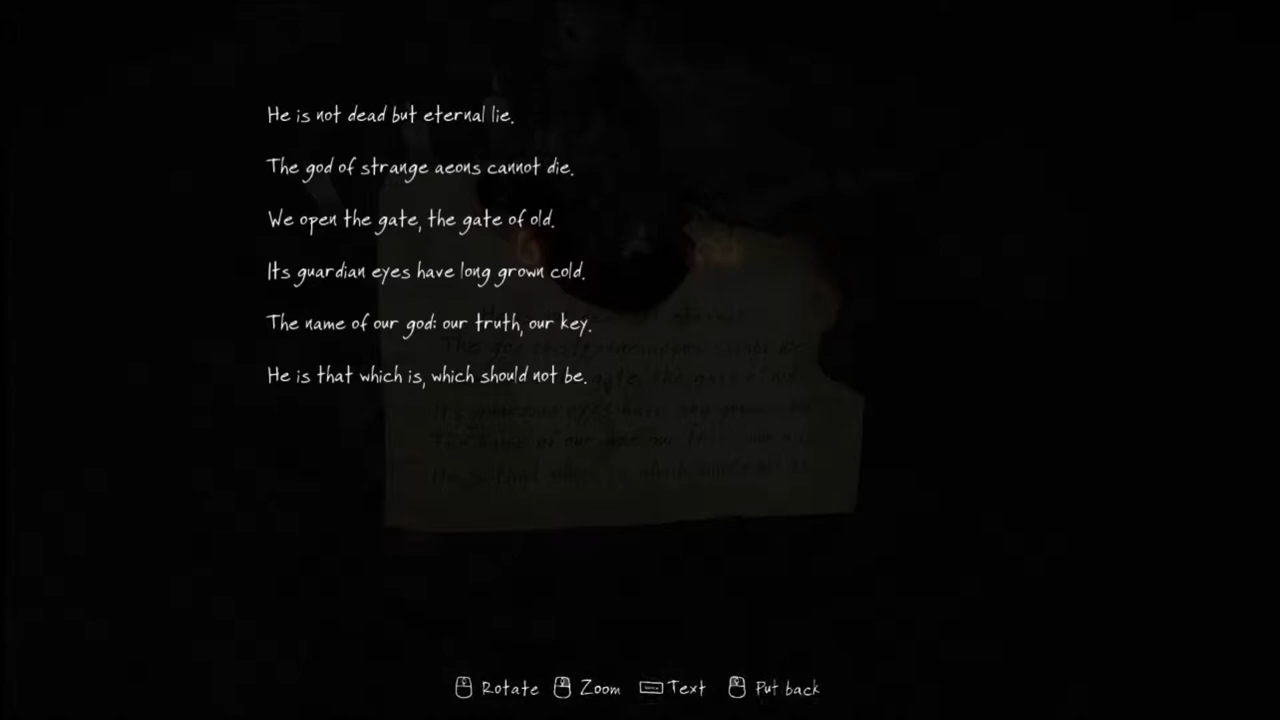 He is not dead but eternal lie.
The god of strange aeons cannot die.
We open the gate, the gate of old.
Its guardian eyes have long grown cold.
The name of our god: our truth, our key.
He is that which is, which should not be.
Rotate Zoom Text Put back